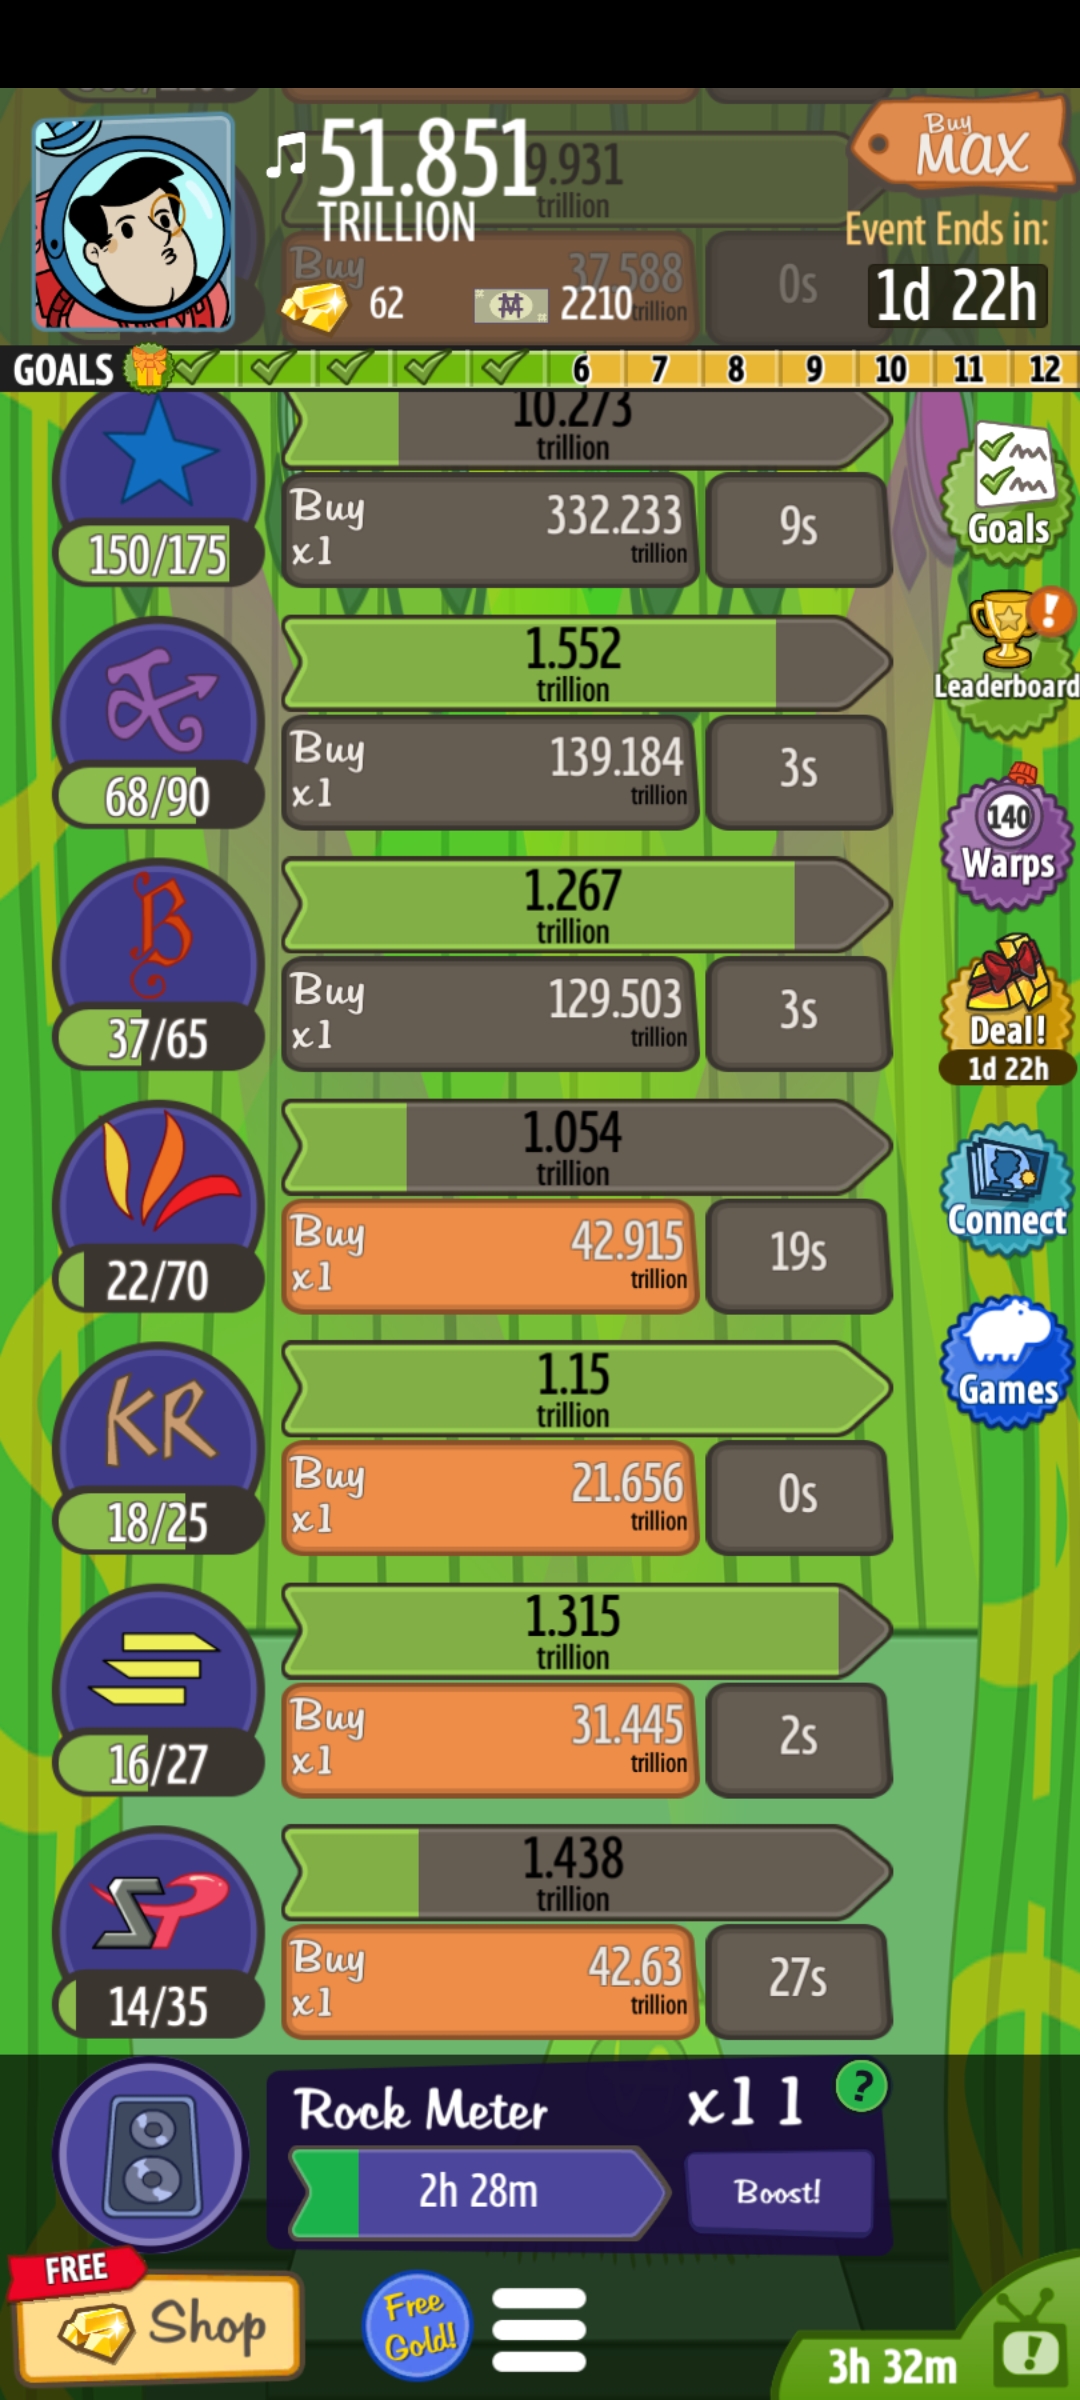 51.851
TRILLION
9.931
trillion
Buy
MAX
Buy
37.588
trillion
0s
62
2210
Event Ends in:
1d 22h
GOALS 6 7 8 9 10 11 12
10.273
trillion
150/175
Buy
x1
332.233
trillion
9s
Goals
1.552
trillion
68/90
Buy
x1
139.184
trillion
3s
Leaderboard
1.267
trillion
B
37/65
Buy
x1
129.503
trillion
3s
140
Warps
Deal!
1d 22h
1.054
trillion
22/70
Buy
x1
42.915
trillion
19s
Connect
1.15
trillion
KR
18/25
Buy
x1
21.656
trillion
0s
Games
1.315
trillion
16/27
Buy
x1
31.445
trillion
2s
1.438
trillion
SP
14/35
Buy
x1
42.63
trillion
27s
Rock Meter
x11
?
2h 28m
Boost!
FREE
Shop
Free
Gold!
3h 32m